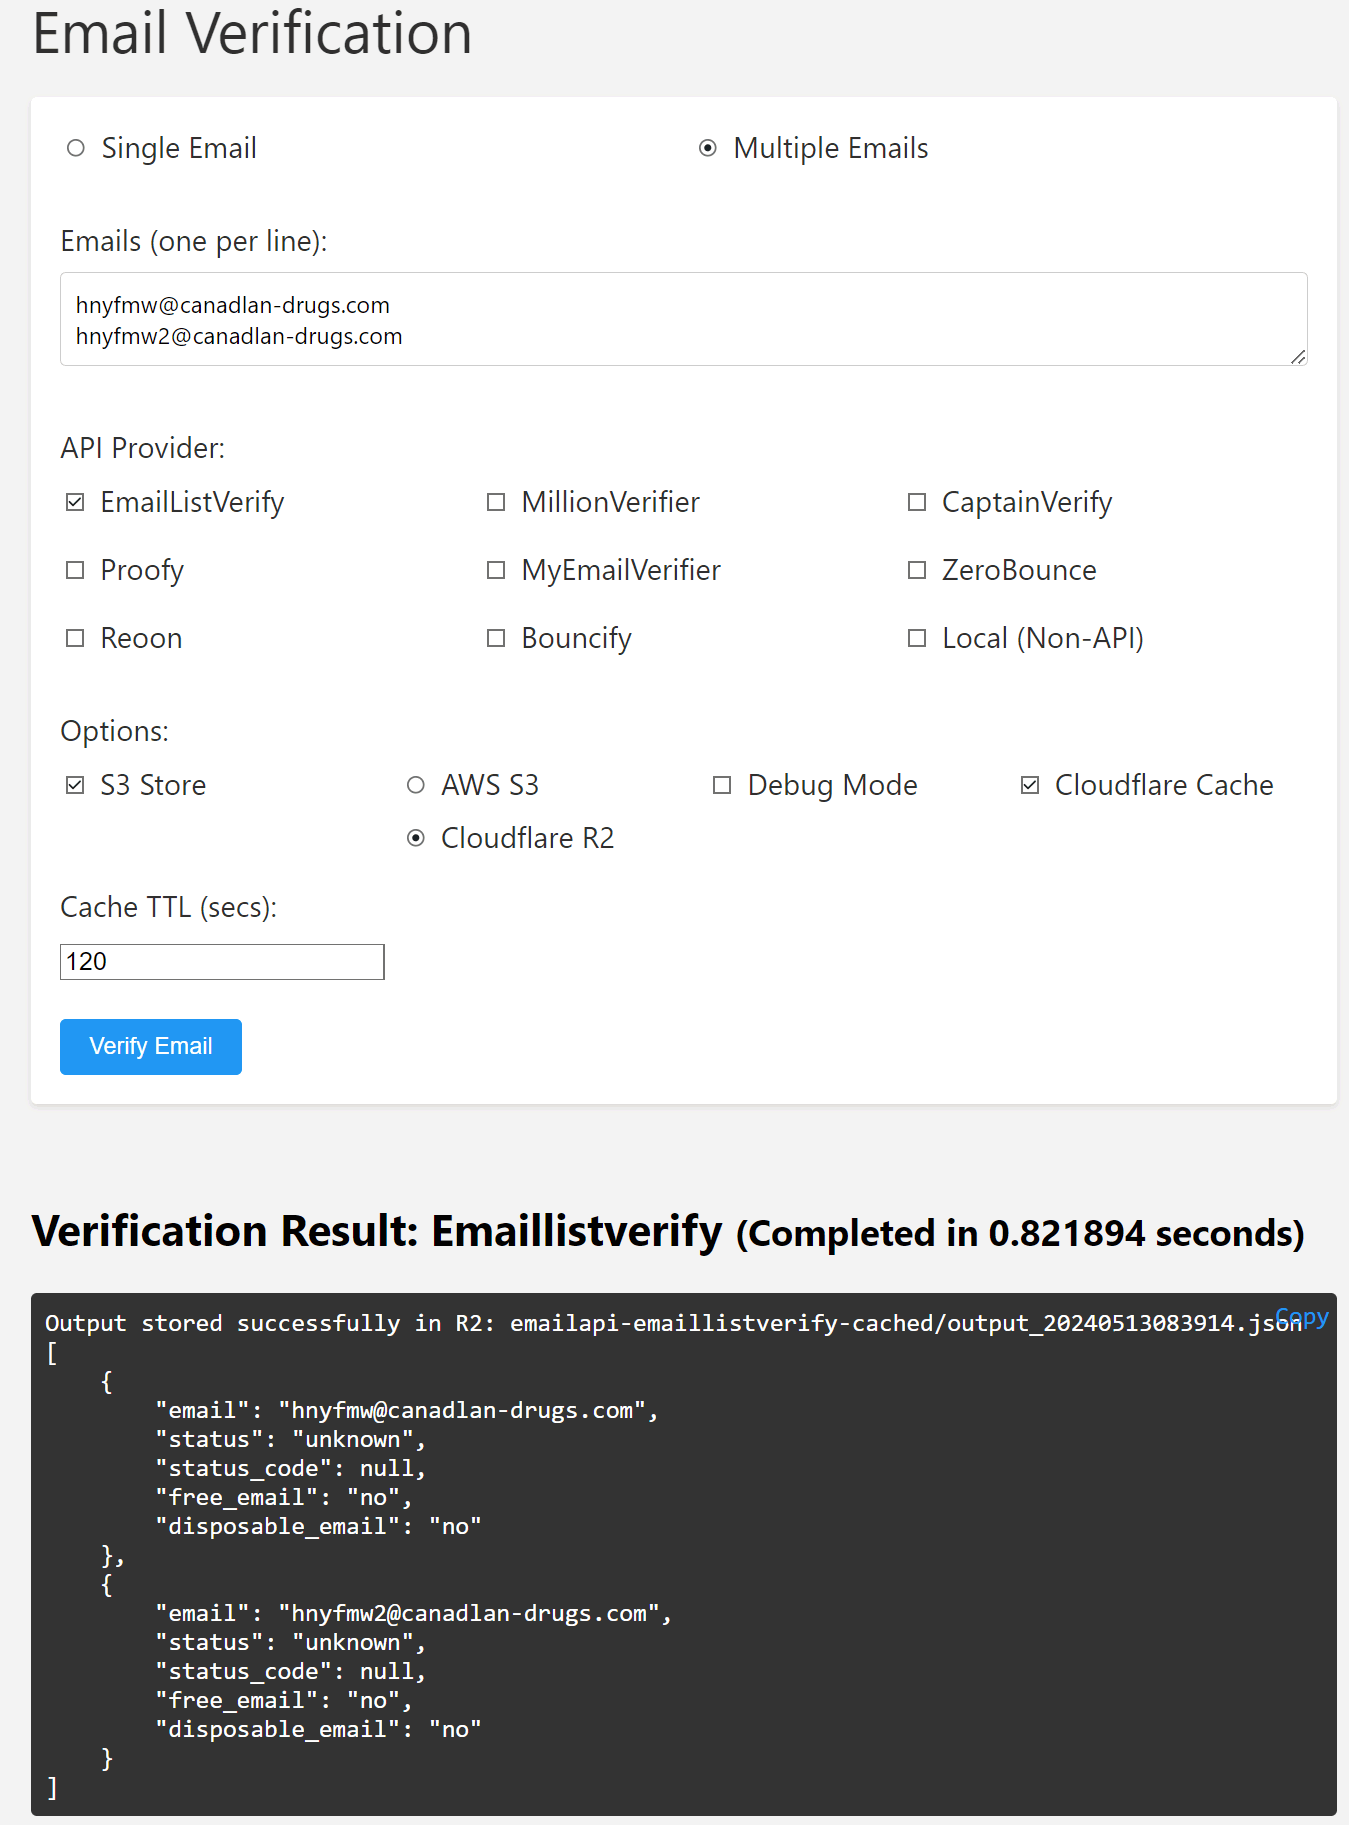 Email Verification
Single Email
Multiple Emails
Emails (one per line):
hnyfmw@canadlan-drugs.com
hnyfmw2@canadlan-drugs.com
API Provider:
EmailListVerify
MillionVerifier
CaptainVerify
Proofy
MyEmailVerifier
ZeroBounce
Reoon
Bouncify
Local (Non-API)
Options:
S3 Store
AWS S3
Debug Mode
Cloudflare Cache
Cloudflare R2
Cache TTL (secs):
120
Verify Email
Verification Result: Emaillistverify (Completed in 0.821894 seconds)
Copy
Output stored successfully in R2: emailapi-emaillistverify-cached/output_20240513083914.json
[
    {
        "email": "hnyfmw@canadlan-drugs.com",
        "status": "unknown",
        "status_code": null,
        "free_email": "no",
        "disposable_email": "no"
    },
    {
        "email": "hnyfmw2@canadlan-drugs.com",
        "status": "unknown",
        "status_code": null,
        "free_email": "no",
        "disposable_email": "no"
    }
]